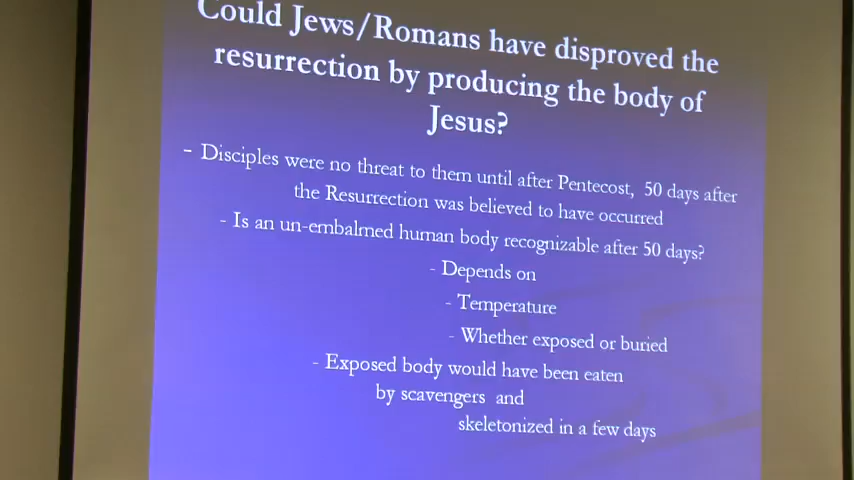 Could Jews/Romans have disproved the
resurrection by producing the body of
Jesus?
- Disciples were no threat to them until after Pentecost, 50 days after
the Resurrection was believed to have occurred
- Is an un-embalmed human body recognizable after 50 days?
- Depends on
- Temperature
- Whether exposed or buried
- Exposed body would have been eaten
by scavengers and
skeletonized in a few days